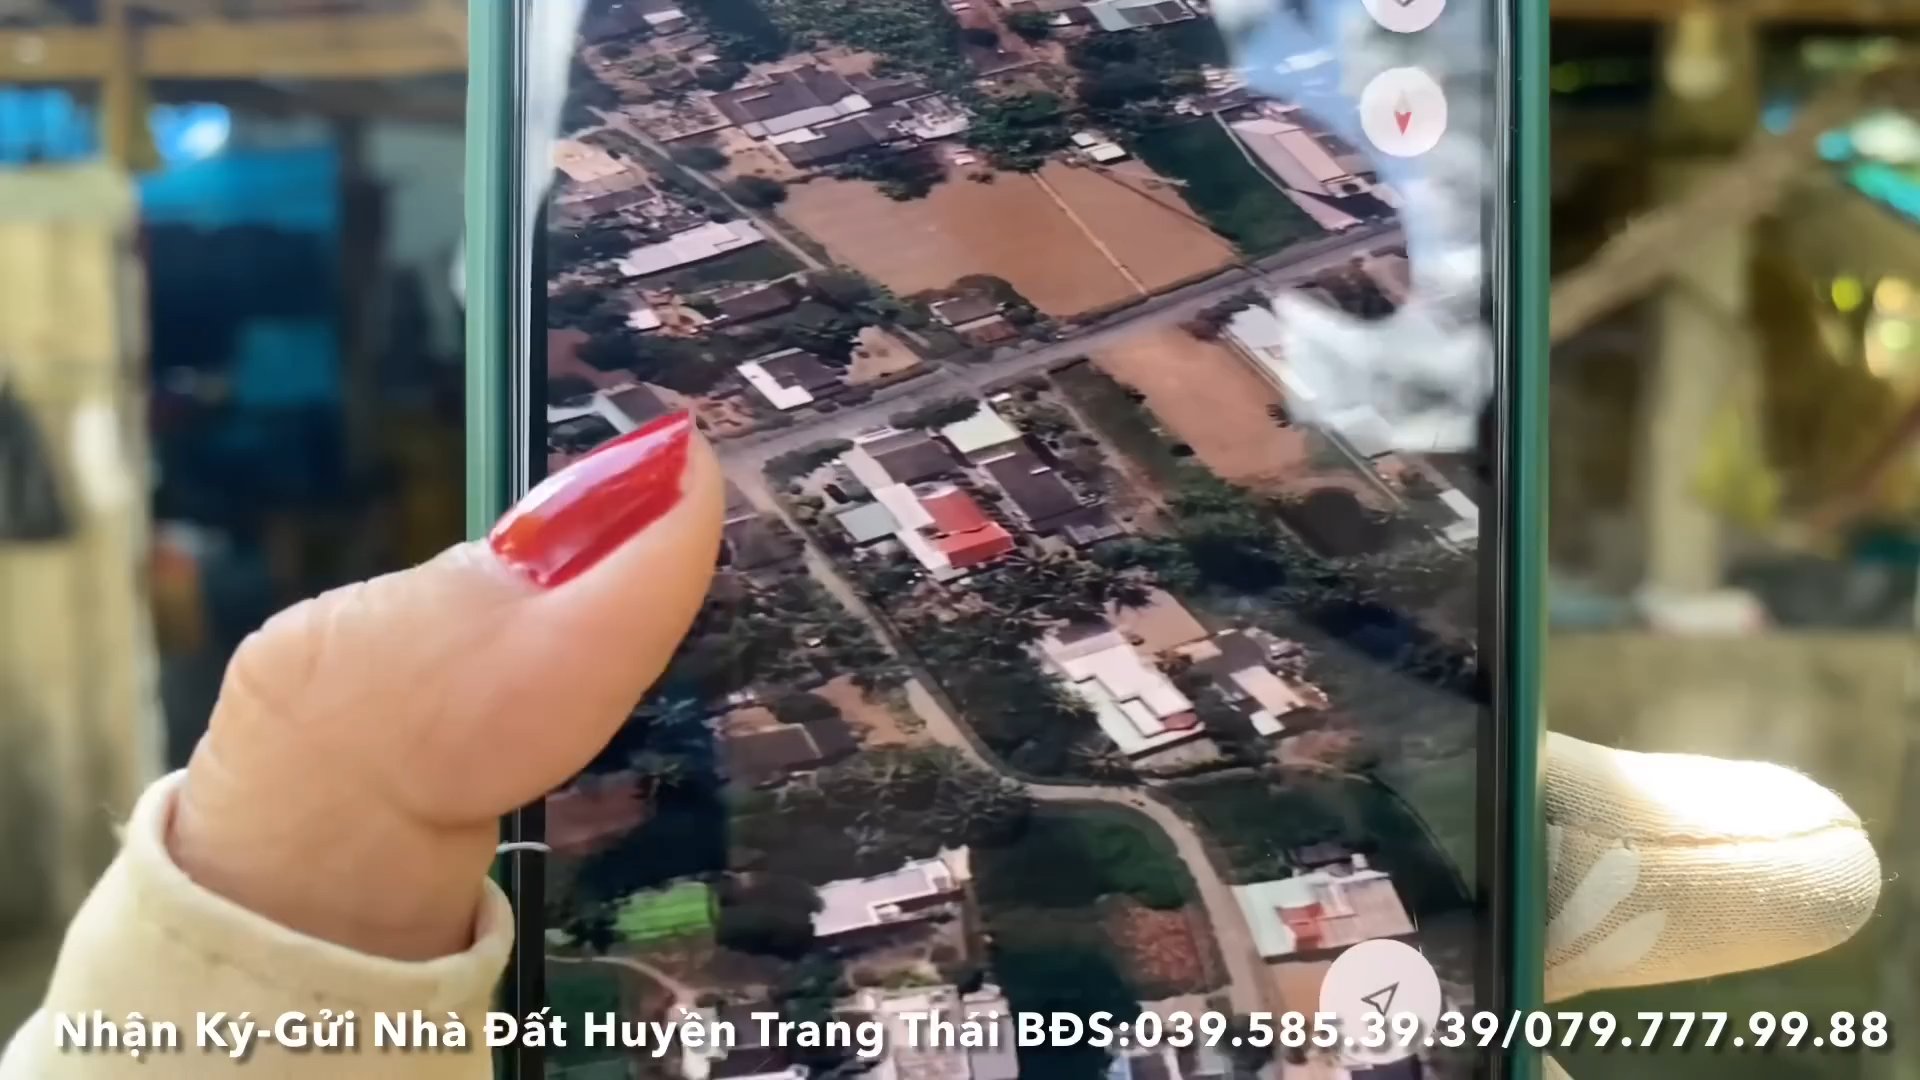 Nhận Ký-Gửi Nhà Đất Huyền Trang Thái BĐS:039.585.39.39/079.777.99.88